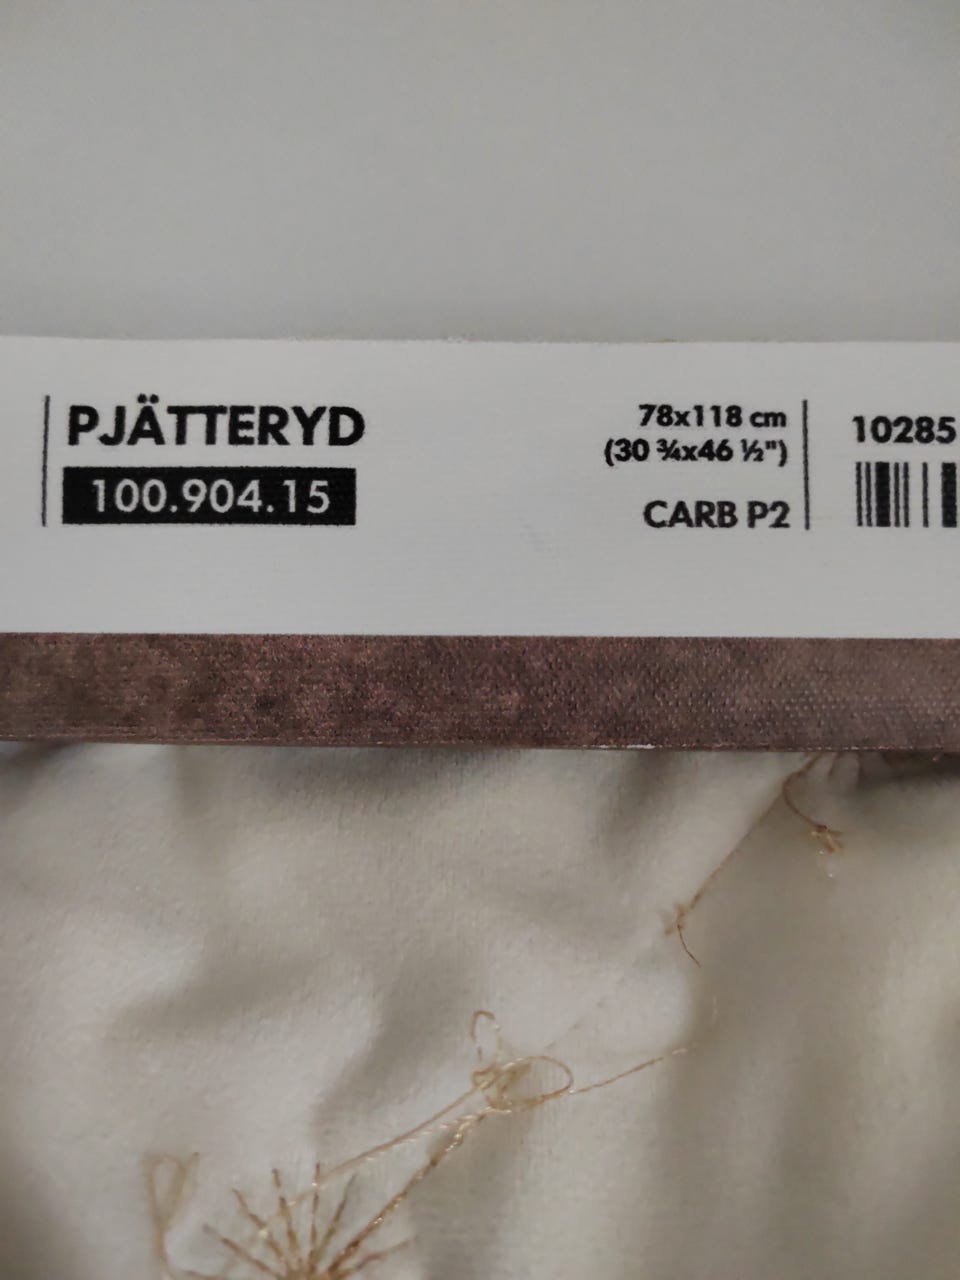 PJÄTTERYD
100.904.15
78x118 cm
(30 ¾x46 ½")
CARB P2
10285